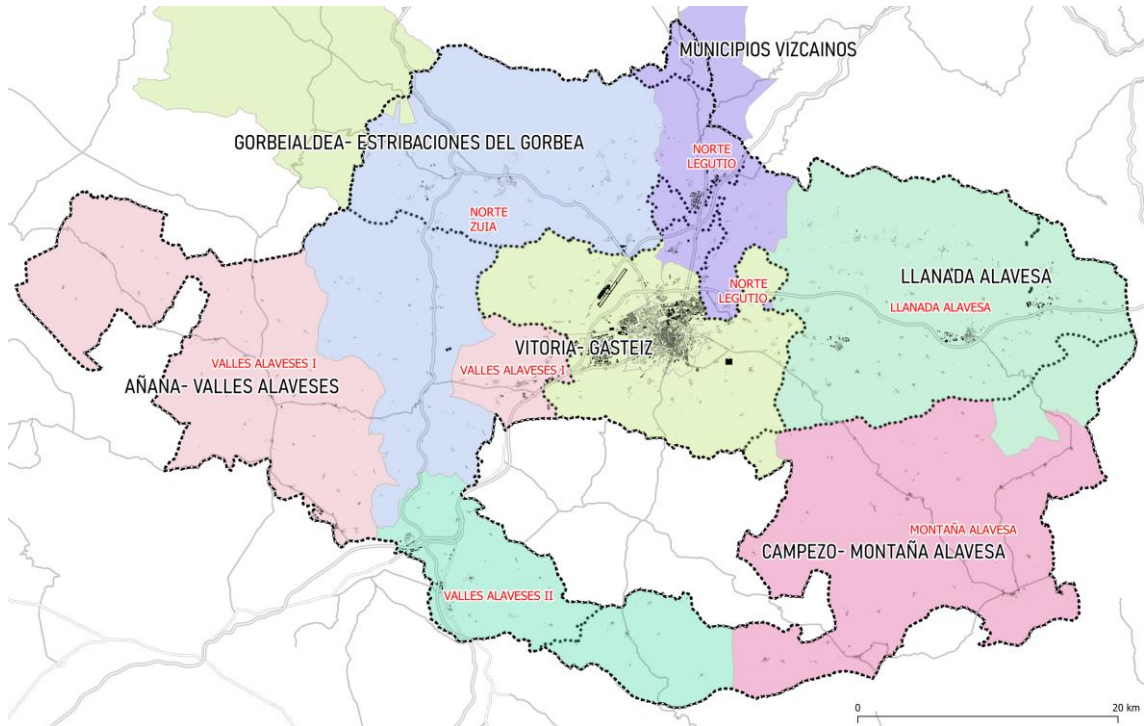 MUNICIPIOS VIZCAINOS
GORBEIALDEA- ESTRIBACIONES DEL GORBEA
NORTE
LEGUTIO
NORTE
ZUIA
LLANADA ALAVESA
NORTE
LEGUTIO
LLANADA ALAVESA
VITORIA- GASTEIZ
VALLES ALAVESES I
VALLES ALAVESES I
AÑANA- VALLES ALAVESES
MONTAÑA ALAVESA
CAMPEZO- MONTAÑA ALAVESA
VALLES ALAVESES II
0
20 km